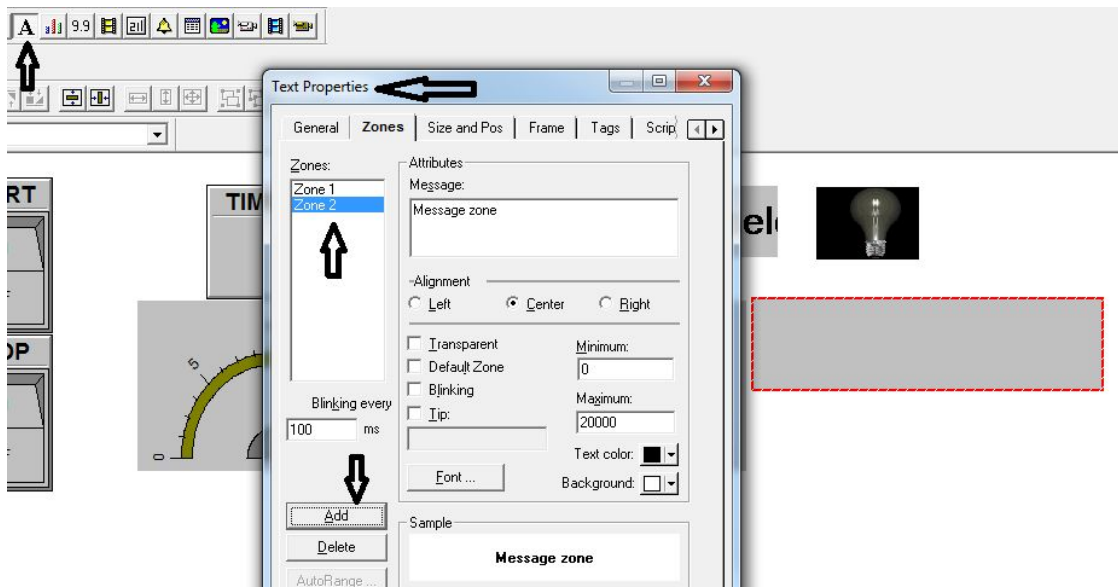 A 9.9
Text Properties
General Zones Size and Pos Frame Tags Scrip
Zones:
Zone 1
Zone 2
Attributes
Message:
Message zone
Alignment
Left Center Right
Transparent
Default Zone
Blinking
Tip:
Minimum:
0
Maximum:
20000
Blinking every
100 ms
Text color:
Font ...
Background:
Add
Delete
AutoRange ...
Sample
Message zone
RT
TIM
el
OP
5
0